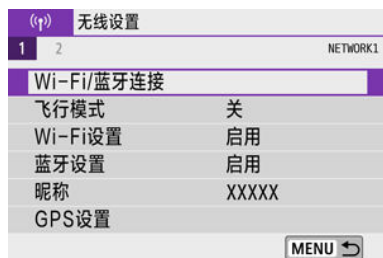 无线设置
1 2 NETWORK1
Wi-Fi/蓝牙连接
飞行模式 关
Wi-Fi设置 启用
蓝牙设置 启用
昵称 XXXXX
GPS设置
MENU